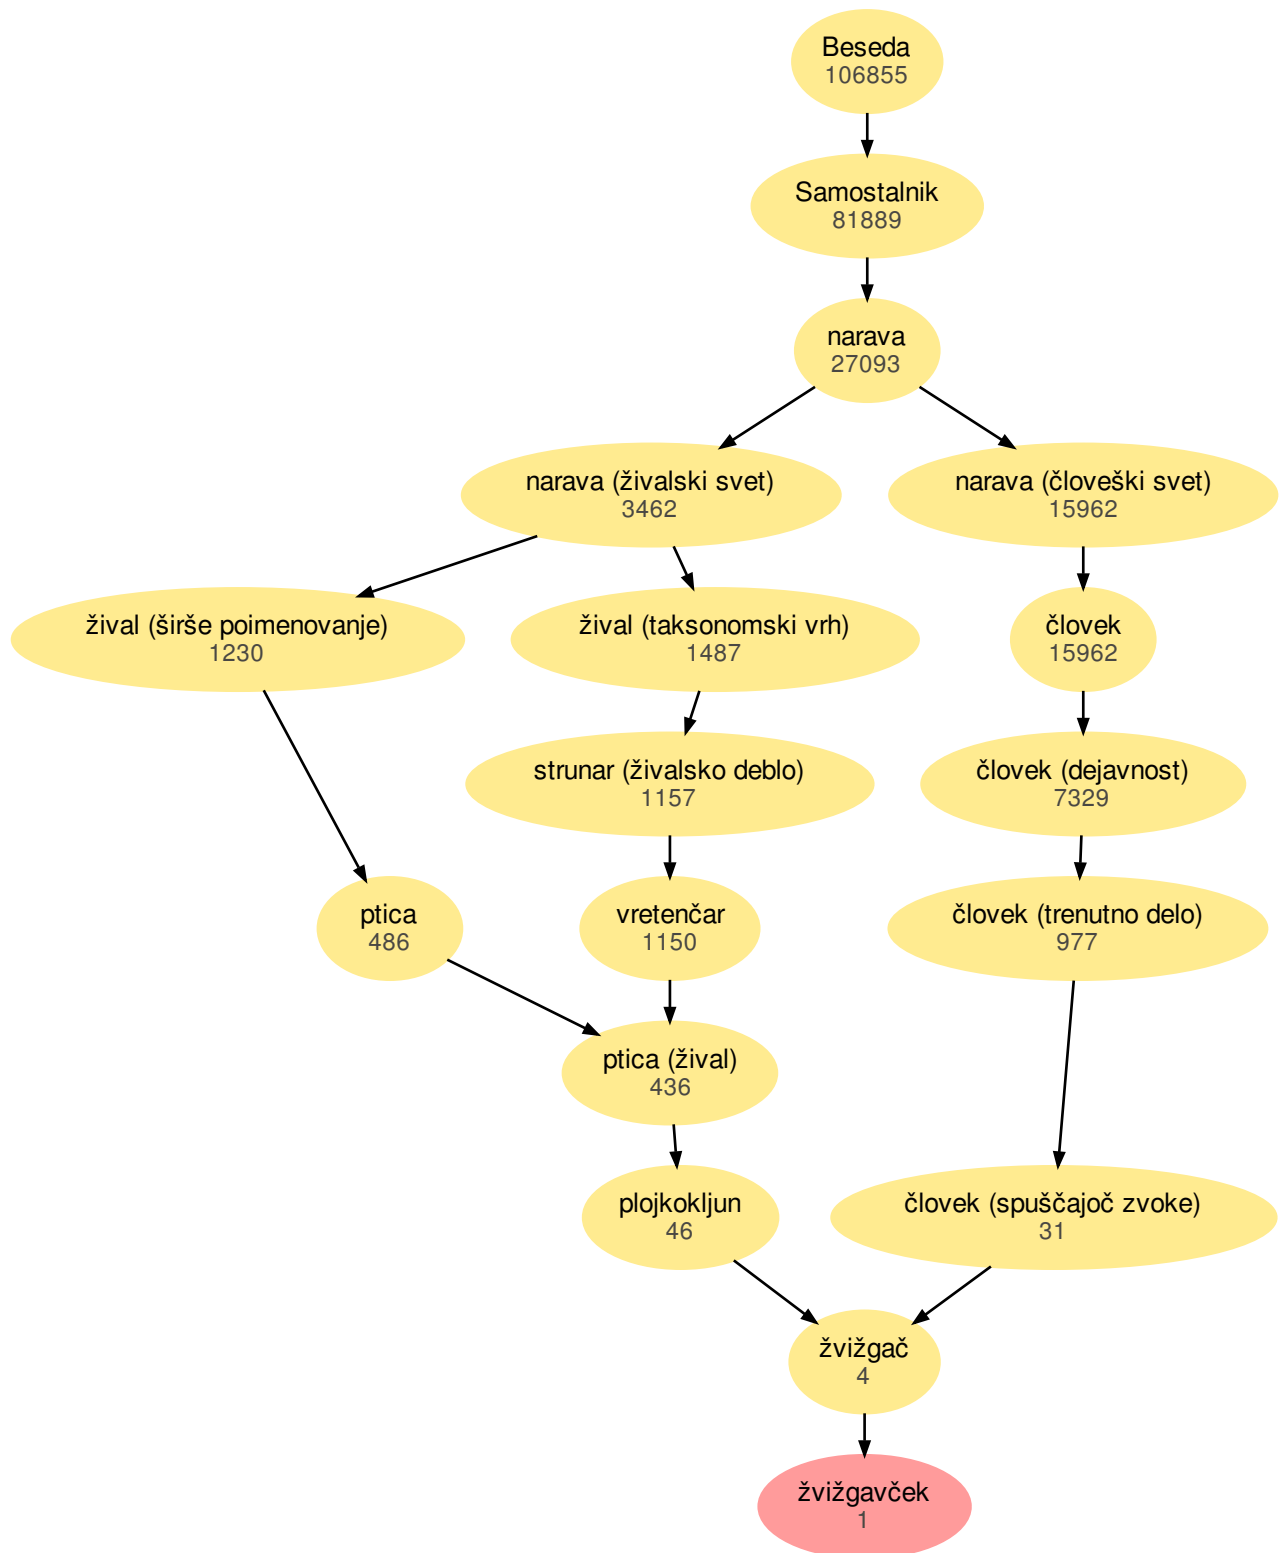 Beseda
106855
Samostalnik
81889
narava
27093
narava (živalski svet)
3462
narava (človeški svet)
15962
žival (širše poimenovanje)
1230
žival (taksonomski vrh)
1487
človek
15962
strunar (živalsko deblo)
1157
človek (dejavnost)
7329
ptica
486
vretenčar
1150
človek (trenutno delo)
977
ptica (žival)
436
plojkokljun
46
človek (spuščajoč zvoke)
31
žvižgač
4
žvižgavček
1